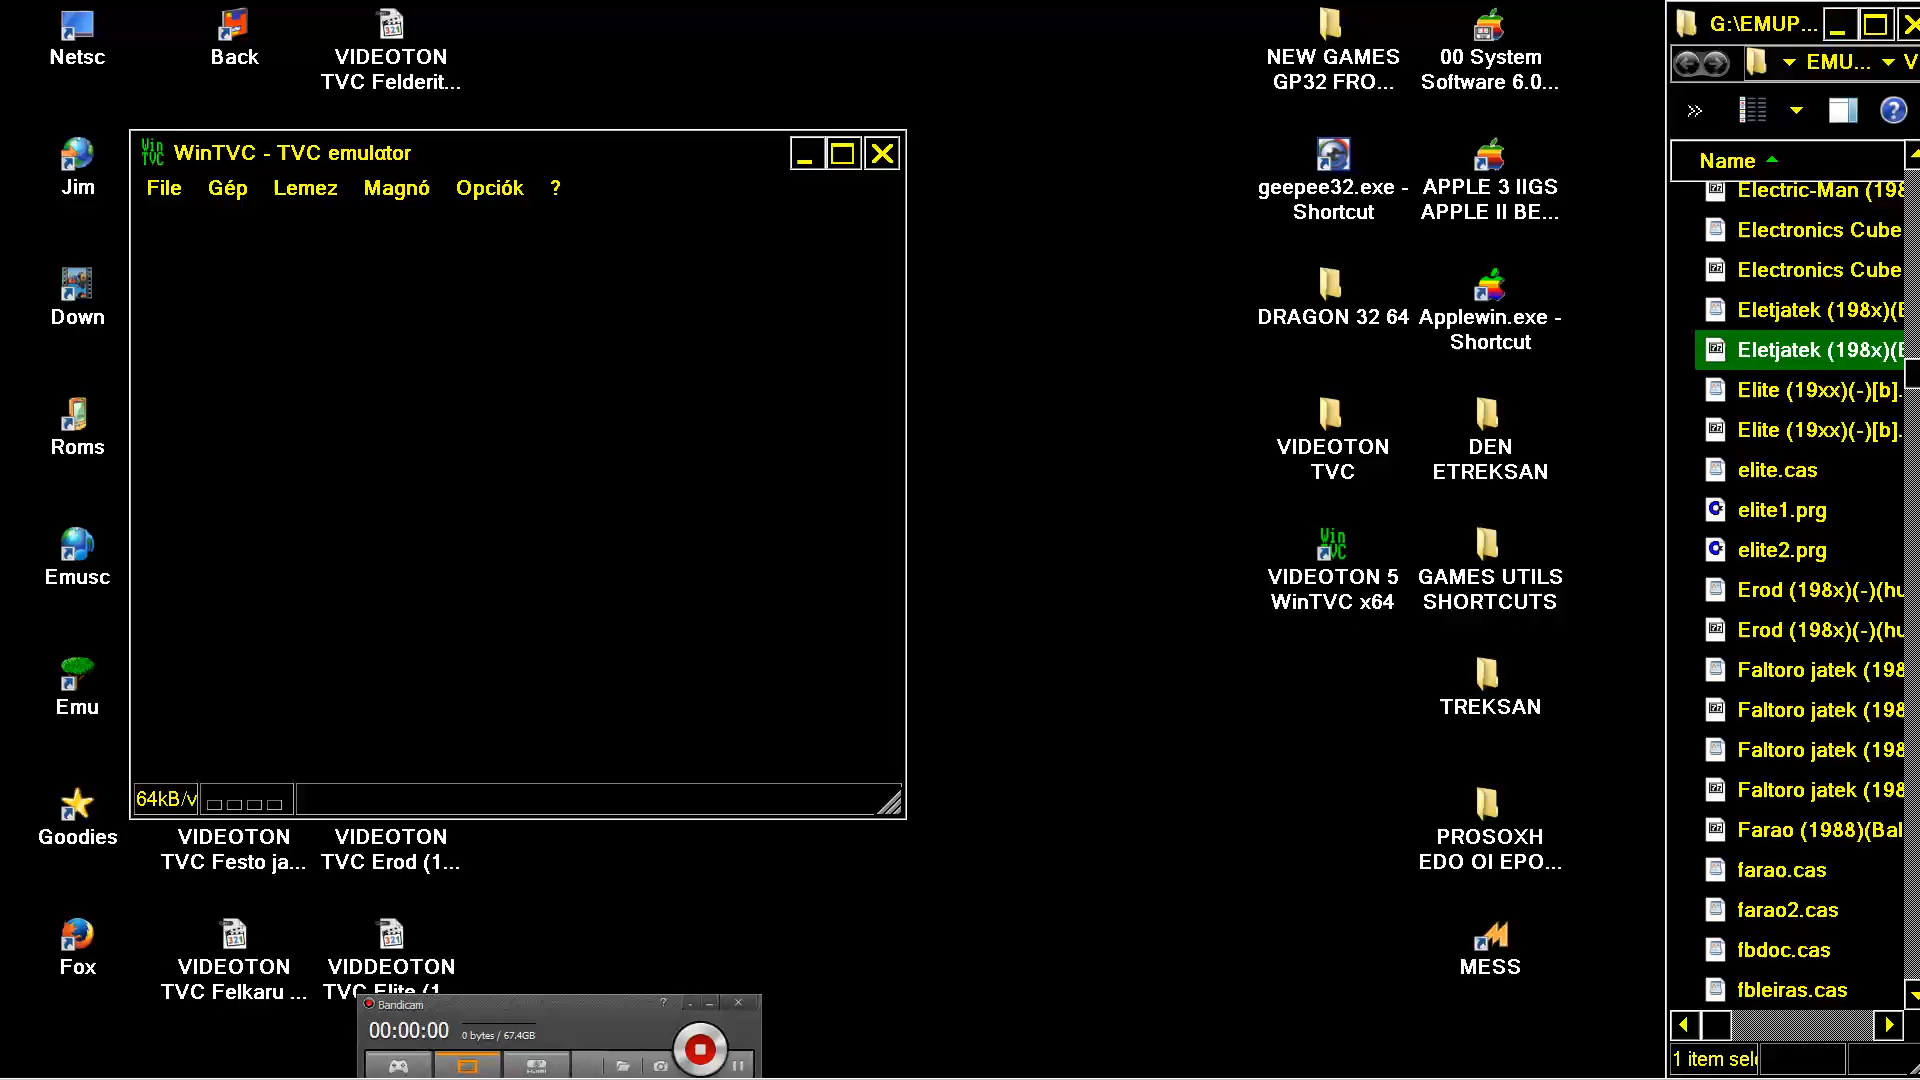 Netsc
Back
VIDEOTON
TVC Felderit...
NEW GAMES
GP32 FRO...
00 System
Software 6.0...
Jim
Down
Roms
Emusc
Emu
Goodies
Fox
WinTVC - TVC emulator
File Gép Lemez Magnó Opciók ?
64kB/v
VIDEOTON
TVC Festo ja...
VIDEOTON
TVC Erod (1...
VIDEOTON
TVC Felkaru ...
VIDDEOTON
TVC Elite (1...
Bandicam
?
00:00:00
0 bytes / 67.4GB
geepee32.exe -
Shortcut
APPLE 3 IIGS
APPLE II BE...
DRAGON 32 64
Applewin.exe -
Shortcut
VIDEOTON
TVC
DEN
ETREKSAN
VIDEOTON 5
WinTVC x64
GAMES UTILS
SHORTCUTS
TREKSAN
PROSOXH
EDO OI EPO...
MESS
G:\EMUP...
EMU... V
Name
Electric-Man (198
Electronics Cube
Electronics Cube
Eletjatek (198x)(
Eletjatek (198x)(
Elite (19xx)(-)[b].
Elite (19xx)(-)[b].
elite.cas
elite1.prg
elite2.prg
Erod (198x)(-)(hu
Erod (198x)(-)(hu
Faltoro jatek (198
Faltoro jatek (198
Faltoro jatek (198
Faltoro jatek (198
Farao (1988)(Bal
farao.cas
farao2.cas
fbdoc.cas
fbleiras.cas
1 item sele